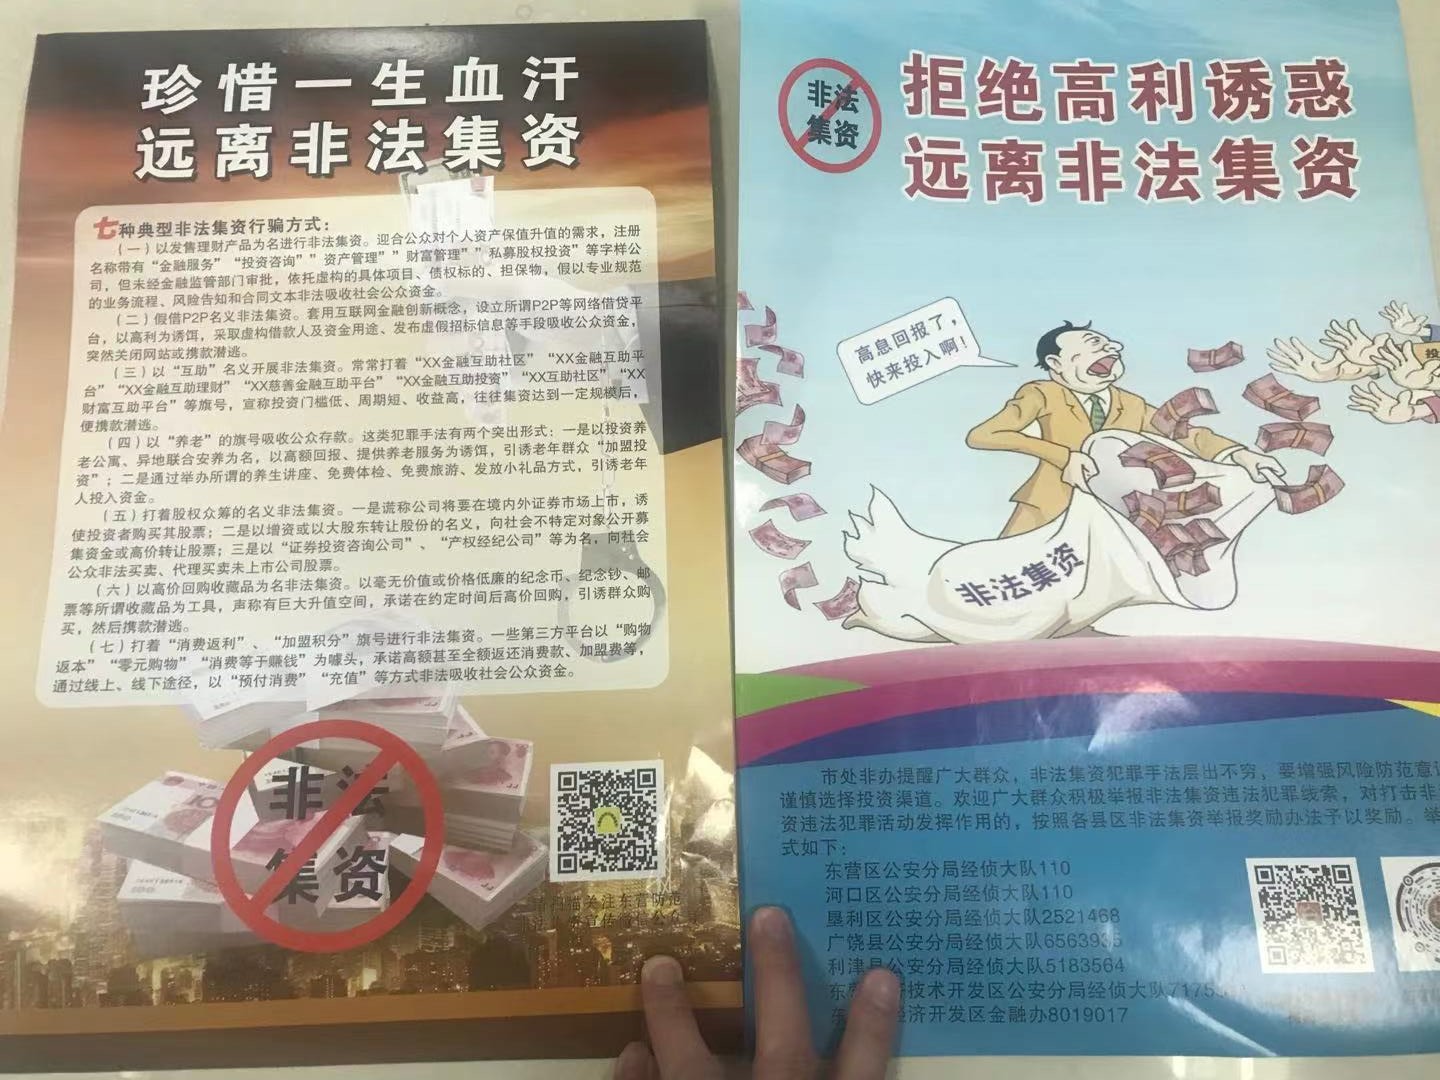 珍惜一生血汗
远离非法集资
七种典型非法集资行骗方式：
（一）以发售理财产品为名进行非法集资。迎合公众对个人资产保值升值的需求，注册
名称带有“金融服务”“投资咨询”” 资产管理”” 财富管理”” 私募股权投资”等字样公
司，但未经金融监管部门审批，依托虚构的具体项目、债权标的、担保物，假以专业规范
的业务流程、风险告知和合同文本非法吸收社会公众资金。
（二）假借P2P名义非法集资。套用互联网金融创新概念，设立所谓P2P等网络借贷平
台，以高利为诱饵，采取虚构借款人及资金用途、发布虚假招标信息等手段吸收公众资金，
突然关闭网站或携款潜逃。
（三）以“互助”名义开展非法集资。常常打着“XX金融互助社区”“XX金融互助平
台”“XX金融互助理财”“XX慈善金融互助平台”“XX金融互助投资”“XX互助社区”“XX
财富互助平台”等旗号，宣称投资门槛低、周期短、收益高，往往集资达到一定规模后，
便携款潜逃。
（四）以“养老”的旗号吸收公众存款。这类犯罪手法有两个突出形式：一是以投资养
老公寓、异地联合安养为名，以高额回报、提供养老服务为诱饵，引诱老年群众“加盟投
资”；二是通过举办所谓的养生讲座、免费体检、免费旅游、发放小礼品方式，引诱老年
人投入资金。
（五）打着股权众筹的名义非法集资。一是谎称公司将要在境内外证券市场上市，诱
使投资者购买其股票；二是以增资或以大股东转让股份的名义，向社会不特定对象公开募
集资金或高价转让股票；三是以“证券投资咨询公司”、“产权经纪公司”等为名，向社会
公众非法买卖、代理买卖未上市公司股票。
（六）以高价回购收藏品为名非法集资。以毫无价值或价格低廉的纪念币、纪念钞、邮
票等所谓收藏品为工具，声称有巨大升值空间，承诺在约定时间后高价回购，引诱群众购
买，然后携款潜逃。
（七）打着“消费返利”、“加盟积分”旗号进行非法集资。一些第三方平台以“购物
返本”“零元购物”“消费等于赚钱”为噱头，承诺高额甚至全额返还消费款、加盟费等，
通过线上、线下途径，以“预付消费”“充值”等方式非法吸收社会公众资金。
非法
集资
扫描关注东营防范
非法集资宣传微信公众号
非法
集资
拒绝高利诱惑
远离非法集资
高息回报了，
快来投入啊！
投
非法集资
市处非办提醒广大群众，非法集资犯罪手法层出不穷，要增强风险防范意识
谨慎选择投资渠道。欢迎广大群众积极举报非法集资违法犯罪线索，对打击非
资违法犯罪活动发挥作用的，按照各县区非法集资举报奖励办法予以奖励。举
式如下：
东营区公安分局经侦大队110
河口区公安分局经侦大队110
垦利区公安分局经侦大队2521468
广饶县公安分局经侦大队6563935
利津县公安分局经侦大队5183564
东 技术开发区公安分局经侦大队7175
东 经济开发区金融办8019017